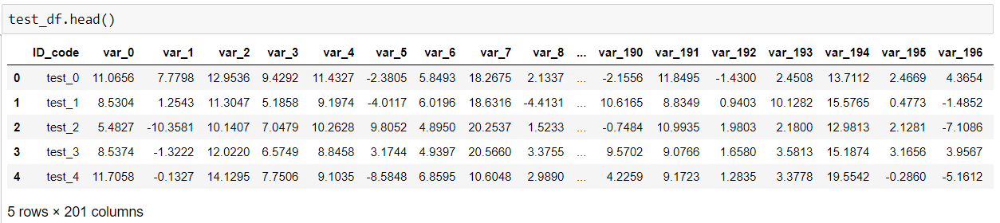 test_df.head()
ID_code var_0 var_1 var_2 var_3 var_4 var_5 var_6 var_7 var_8 ... var_190 var_191 var_192 var_193 var_194 var_195 var_196
0 test_0 11.0656 7.7798 12.9536 9.4292 11.4327 -2.3805 5.8493 18.2675 2.1337 ... -2.1556 11.8495 -1.4300 2.4508 13.7112 2.4669 4.3654
1 test_1 8.5304 1.2543 11.3047 5.1858 9.1974 -4.0117 6.0196 18.6316 -4.4131 ... 10.6165 8.8349 0.9403 10.1282 15.5765 0.4773 -1.4852
2 test_2 5.4827 -10.3581 10.1407 7.0479 10.2628 9.8052 4.8950 20.2537 1.5233 ... -0.7484 10.9935 1.9803 2.1800 12.9813 2.1281 -7.1086
3 test_3 8.5374 -1.3222 12.0220 6.5749 8.8458 3.1744 4.9397 20.5660 3.3755 ... 9.5702 9.0766 1.6580 3.5813 15.1874 3.1656 3.9567
4 test_4 11.7058 -0.1327 14.1295 7.7506 9.1035 -8.5848 6.8595 10.6048 2.9890 ... 4.2259 9.1723 1.2835 3.3778 19.5542 -0.2860 -5.1612
5 rows × 201 columns